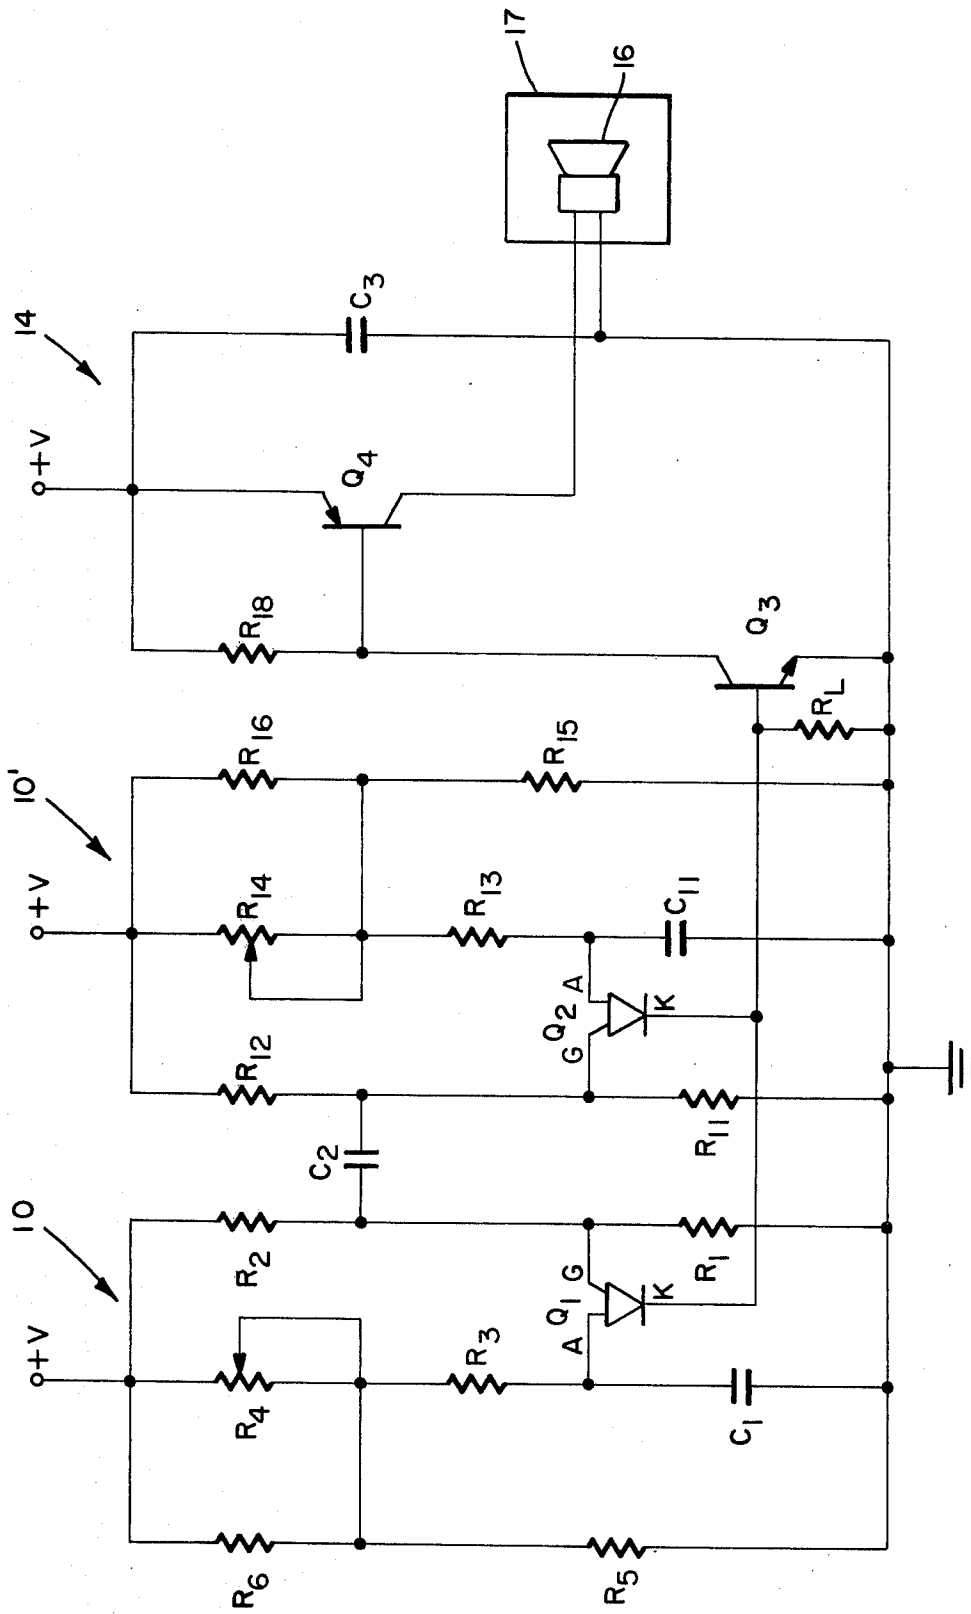 10
10'
14
+V
+V
+V
17
16
R6
R4
R2
C2
R12
R14
R16
R18
Q4
C3
R5
R3
R13
R15
A
Q1
G
K
G
Q2
A
K
C1
R1
R11
C11
RL
Q3